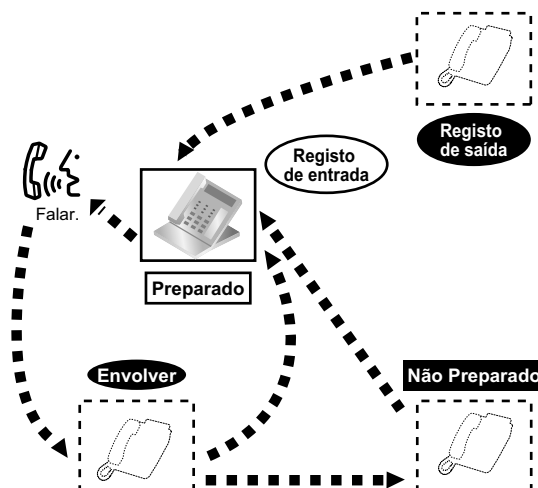 Registo
de saída
Registo
de entrada
Falar.
Preparado
Envolver
Não Preparado